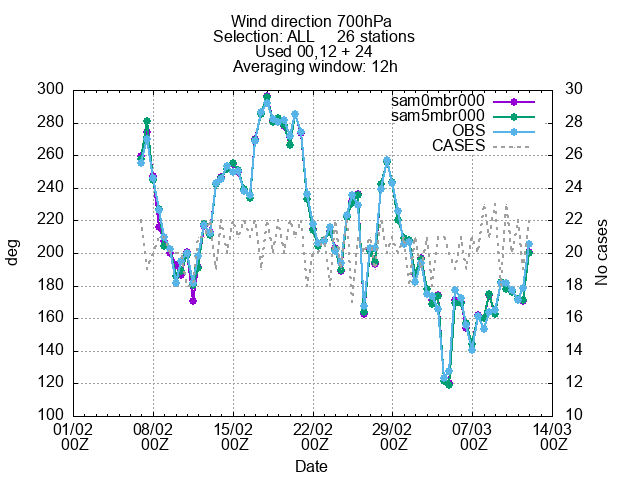 Wind direction 700hPa
Selection: ALL 26 stations
Used 00,12 + 24
Averaging window: 12h
sam0mbr000
sam5mbr000
OBS
CASES
deg
300
280
260
240
220
200
180
160
140
120
100
No cases
30
28
26
24
22
20
18
16
14
12
10
01/02 08/02 15/02 22/02 29/02 07/03 14/03
00Z 00Z 00Z 00Z 00Z 00Z 00Z
Date